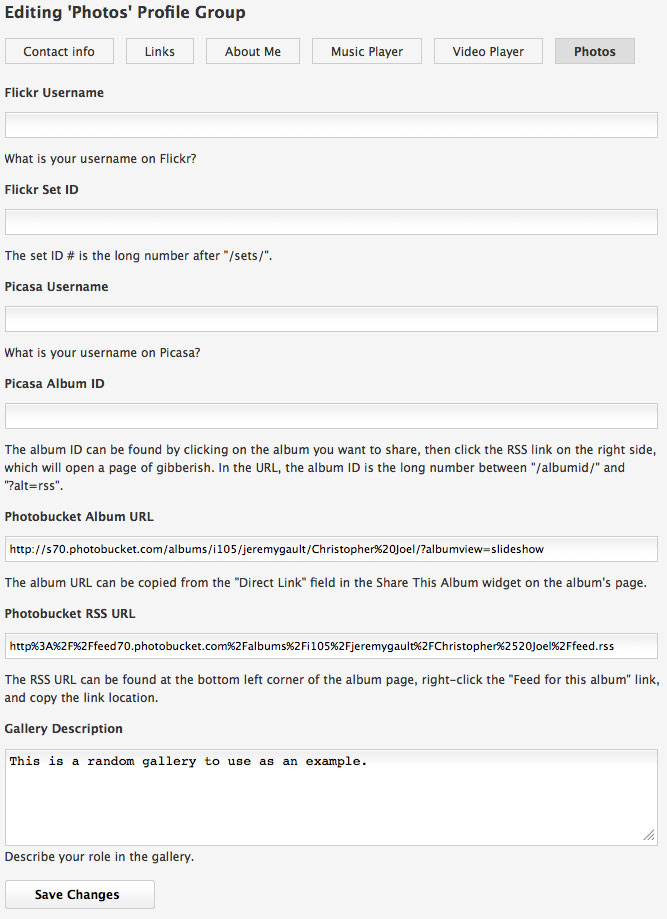 Editing 'Photos' Profile Group
Contact info
Links
About Me
Music Player
Video Player
Photos
Flickr Username
What is your username on Flickr?
Flickr Set ID
The set ID # is the long number after "/sets/".
Picasa Username
What is your username on Picasa?
Picasa Album ID
The album ID can be found by clicking on the album you want to share, then click the RSS link on the right side,
which will open a page of gibberish. In the URL, the album ID is the long number between "/albumid/" and
"?alt=rss".
Photobucket Album URL
http://s70.photobucket.com/albums/i105/jeremygault/Christopher%20Joel/?albumview=slideshow
The album URL can be copied from the "Direct Link" field in the Share This Album widget on the album's page.
Photobucket RSS URL
http%3A%2F%2Ffeed70.photobucket.com%2Falbums%2Fi105%2Fjeremygault%2FChristopher%2520Joel%2Ffeed.rss
The RSS URL can be found at the bottom left corner of the album page, right-click the "Feed for this album" link,
and copy the link location.
Gallery Description
This is a random gallery to use as an example.
Describe your role in the gallery.
Save Changes